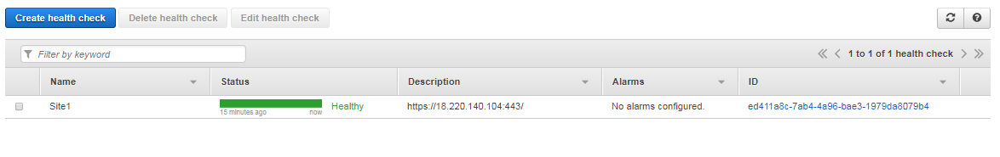 Create health check Delete health check Edit health check
Filter by keyword 1 to 1 of 1 health check
Name Status Description Alarms ID
Site1 Healthy https://18.220.140.104:443/ No alarms configured. ed411a8c-7ab4-4a96-bae3-1979da8079b4
15 minutes ago now